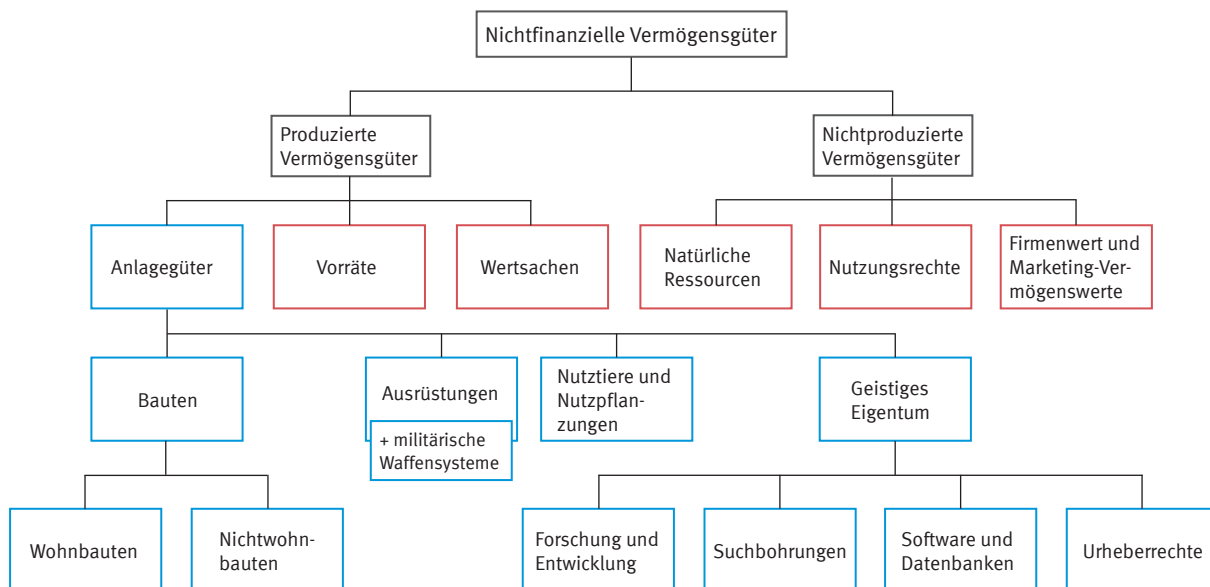 Nichtfinanzielle Vermögensgüter
Produzierte
Vermögensgüter
Nichtproduzierte
Vermögensgüter
Anlagegüter
Vorräte
Wertsachen
Natürliche
Ressourcen
Nutzungsrechte
Firmenwert und
Marketing-Ver-
mögenswerte
Bauten
Ausrüstungen
+ militärische
Waffensysteme
Nutztiere und
Nutzpflan-
zungen
Geistiges
Eigentum
Wohnbauten
Nichtwohn-
bauten
Forschung und
Entwicklung
Suchbohrungen
Software und
Datenbanken
Urheberrechte